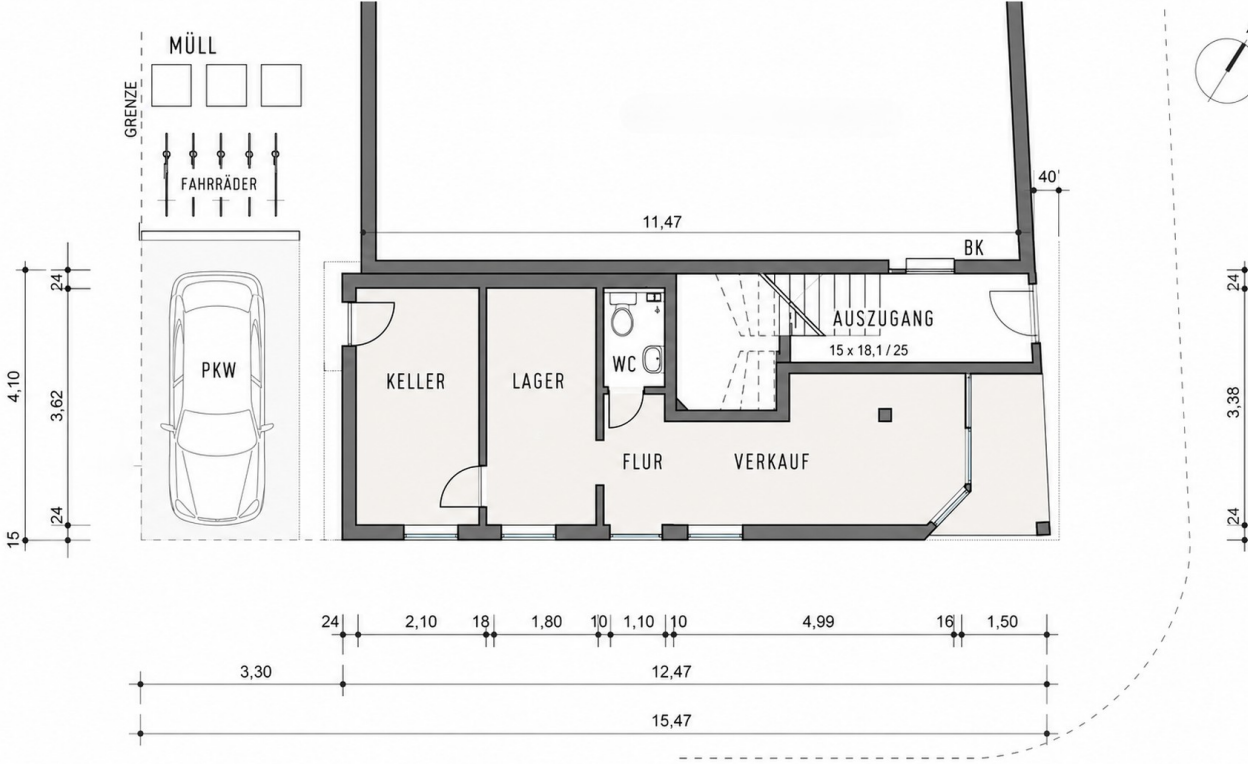 MÜLL
GRENZE
FAHRRÄDER
40'
11,47
BK
24
24
AUSZUGANG
15 x 18,1 / 25
PKW
WC
4,10
3,62
KELLER
LAGER
3,38
FLUR
VERKAUF
24
24
15
24
2,10
18
1,80
10
1,10
10
4,99
16
1,50
3,30
12,47
15,47